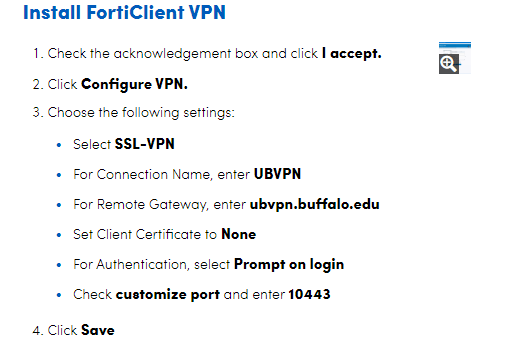 Install FortiClient VPN
1. Check the acknowledgement box and click I accept.
2. Click Configure VPN.
3. Choose the following settings:
• Select SSL-VPN
• For Connection Name, enter UBVPN
• For Remote Gateway, enter ubvpn.buffalo.edu
• Set Client Certificate to None
• For Authentication, select Prompt on login
• Check customize port and enter 10443
4. Click Save